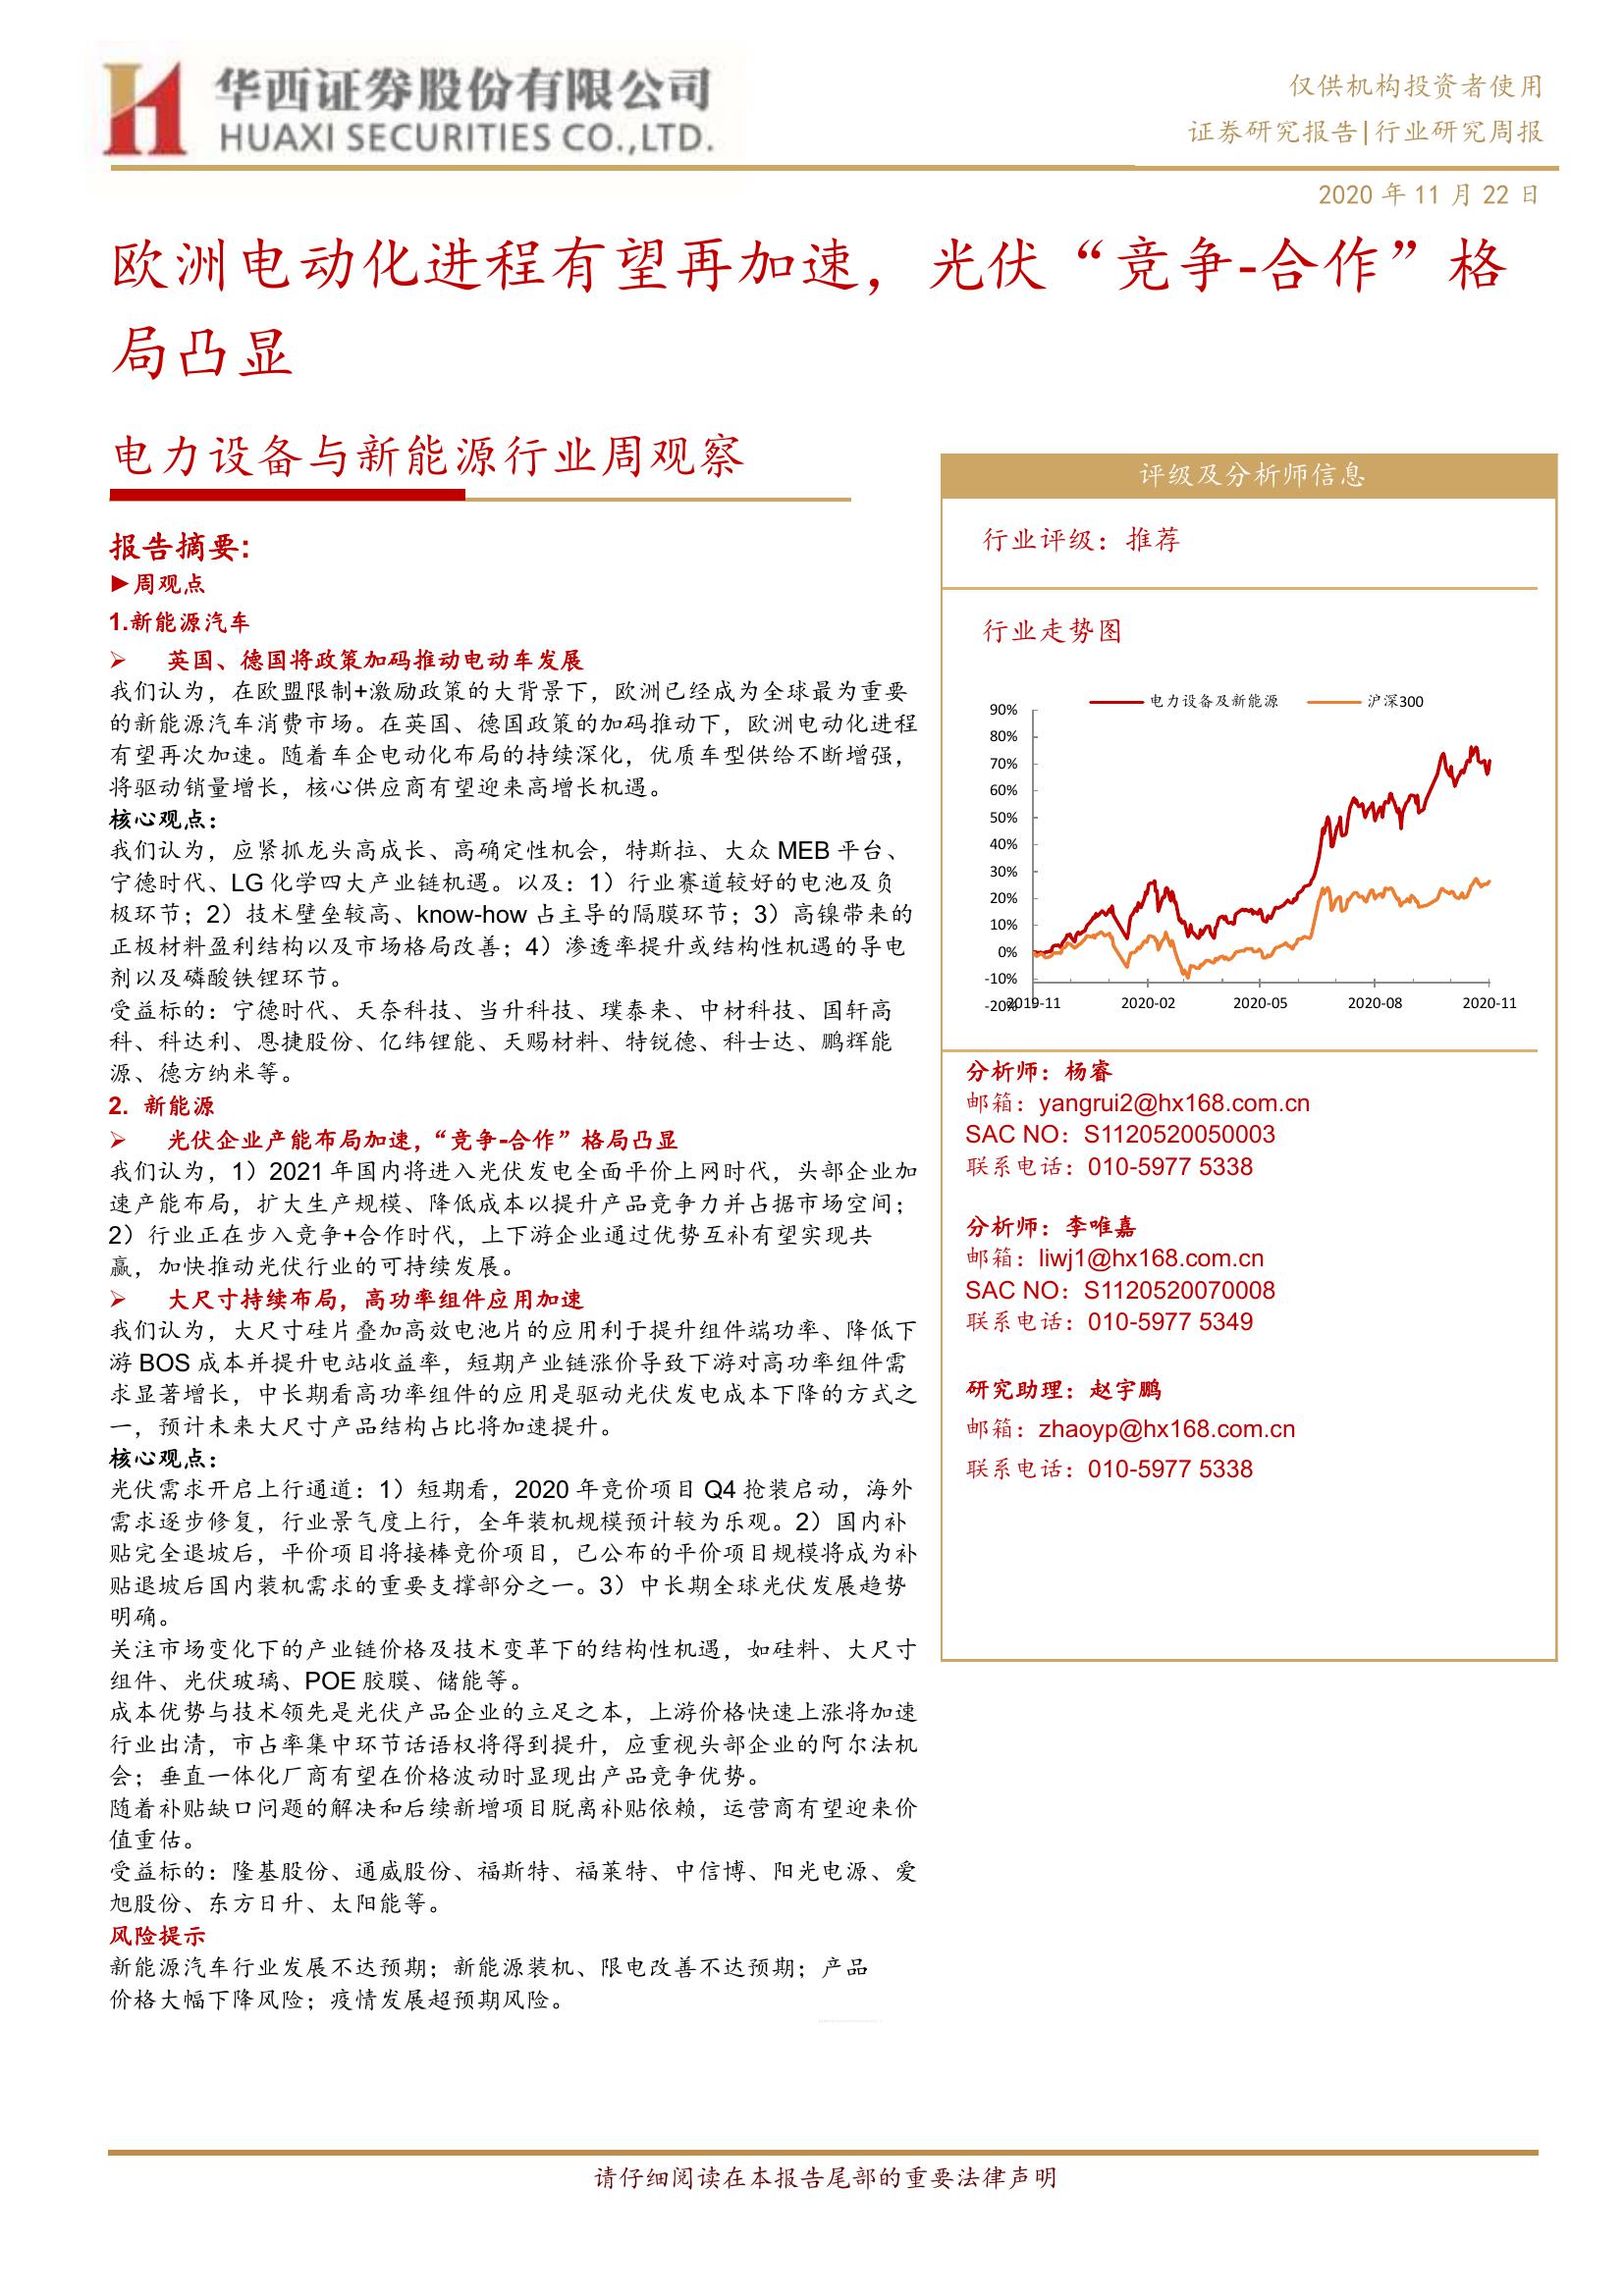 华西证券股份有限公司
HUAXI SECURITIES CO.,LTD.
仅供机构投资者使用
证券研究报告|行业研究周报
2020 年 11 月 22 日
欧洲电动化进程有望再加速，光伏“竞争-合作”格
局凸显
电力设备与新能源行业周观察
报告摘要:
►周观点
1.新能源汽车
➢ 英国、德国将政策加码推动电动车发展
我们认为，在欧盟限制+激励政策的大背景下，欧洲已经成为全球最为重要
的新能源汽车消费市场。在英国、德国政策的加码推动下，欧洲电动化进程
有望再次加速。随着车企电动化布局的持续深化，优质车型供给不断增强，
将驱动销量增长，核心供应商有望迎来高增长机遇。
核心观点：
我们认为，应紧抓龙头高成长、高确定性机会，特斯拉、大众 MEB 平台、
宁德时代、LG 化学四大产业链机遇。以及：1）行业赛道较好的电池及负
极环节；2）技术壁垒较高、know-how 占主导的隔膜环节；3）高镍带来的
正极材料盈利结构以及市场格局改善；4）渗透率提升或结构性机遇的导电
剂以及磷酸铁锂环节。
受益标的：宁德时代、天奈科技、当升科技、璞泰来、中材科技、国轩高
科、科达利、恩捷股份、亿纬锂能、天赐材料、特锐德、科士达、鹏辉能
源、德方纳米等。
2. 新能源
➢ 光伏企业产能布局加速，“竞争-合作”格局凸显
我们认为，1）2021 年国内将进入光伏发电全面平价上网时代，头部企业加
速产能布局，扩大生产规模、降低成本以提升产品竞争力并占据市场空间；
2）行业正在步入竞争+合作时代，上下游企业通过优势互补有望实现共
赢，加快推动光伏行业的可持续发展。
➢ 大尺寸持续布局，高功率组件应用加速
我们认为，大尺寸硅片叠加高效电池片的应用利于提升组件端功率、降低下
游 BOS 成本并提升电站收益率，短期产业链涨价导致下游对高功率组件需
求显著增长，中长期看高功率组件的应用是驱动光伏发电成本下降的方式之
一，预计未来大尺寸产品结构占比将加速提升。
核心观点：
光伏需求开启上行通道：1）短期看，2020 年竞价项目 Q4 抢装启动，海外
需求逐步修复，行业景气度上行，全年装机规模预计较为乐观。2）国内补
贴完全退坡后，平价项目将接棒竞价项目，已公布的平价项目规模将成为补
贴退坡后国内装机需求的重要支撑部分之一。3）中长期全球光伏发展趋势
明确。
关注市场变化下的产业链价格及技术变革下的结构性机遇，如硅料、大尺寸
组件、光伏玻璃、POE 胶膜、储能等。
成本优势与技术领先是光伏产品企业的立足之本，上游价格快速上涨将加速
行业出清，市占率集中环节话语权将得到提升，应重视头部企业的阿尔法机
会；垂直一体化厂商有望在价格波动时显现出产品竞争优势。
随着补贴缺口问题的解决和后续新增项目脱离补贴依赖，运营商有望迎来价
值重估。
受益标的：隆基股份、通威股份、福斯特、福莱特、中信博、阳光电源、爱
旭股份、东方日升、太阳能等。
风险提示
新能源汽车行业发展不达预期；新能源装机、限电改善不达预期；产品
价格大幅下降风险；疫情发展超预期风险。
评级及分析师信息
行业评级：推荐
行业走势图
电力设备及新能源 沪深300
90%
80%
70%
60%
50%
40%
30%
20%
10%
0%
-10%
-20%
2019-11 2020-02 2020-05 2020-08 2020-11
分析师：杨睿
邮箱：yangrui2@hx168.com.cn
SAC NO：S1120520050003
联系电话：010-5977 5338
分析师：李唯嘉
邮箱：liwj1@hx168.com.cn
SAC NO：S1120520070008
联系电话：010-5977 5349
研究助理：赵宇鹏
邮箱：zhaoyp@hx168.com.cn
联系电话：010-5977 5338
请仔细阅读在本报告尾部的重要法律声明